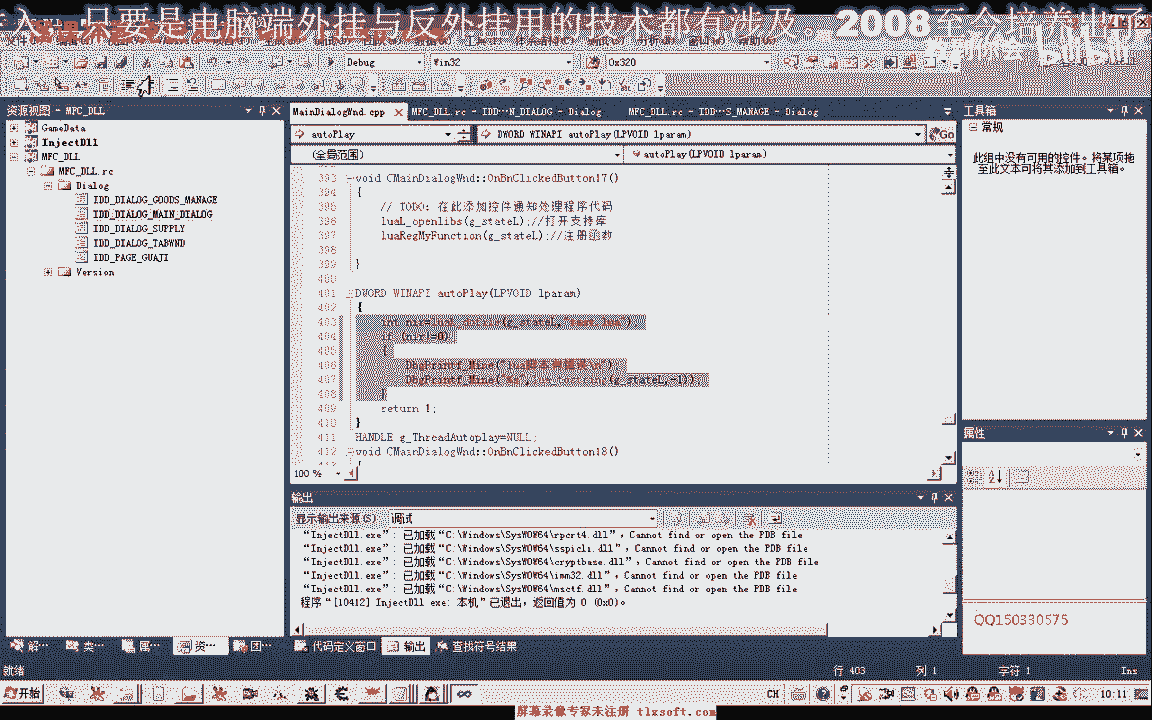 入，只要是电脑端外挂与反外挂用的技术都有涉及。2008至今培养出了
Debug
Win32
0x320
资源视图 - MFC_DLL
GameData
InjectDll
MFC_DLL
MFC_DLL.rc
Dialog
IDD_DIALOG_GOODS_MANAGE
IDD_DIALOG_MAIN_DIALOG
IDD_DIALOG_SUPPLY
IDD_DIALOG_TABWND
IDD_PAGE_GUAJI
Version
MainDialogWnd.cpp
MFC_DLL.rc - IDD···N_DIALOG - Dialog
MFC_DLL.rc - IDD···S_MANAGE - Dialog
autoPlay
DWORD WINAPI autoPlay(LPVOID lparam)
Go
(全局范围)
autoPlay(LPVOID lparam)
393 void CMainDialogWnd::OnBnClickedButton17()
394 {
395 // TODO: 在此添加控件通知处理程序代码
396 luaL_openlibs(g_stateL);//打开支持库
397 luaRegMyFunction(g_stateL);//注册函数
398
399 }
400
401 DWORD WINAPI autoPlay(LPVOID lparam)
402 {
403
404 if (nir!=0)
405 {
406 DbgPrintf_Mine("lua脚本有错误\n");
407 DbgPrintf_Mine("%s",lua_tostring(g_stateL,-1));
408 }
409 return 1;
410 }
411 HANDLE g_ThreadAutoplay=NULL;
412 void CMainDialogWnd::OnBnClickedButton18()
100 %
输出
显示输出来源(S): 调试
“InjectDll.exe”: 已加载“C:\Windows\SysWOW64\rpcrt4.dll”，Cannot find or open the PDB file
“InjectDll.exe”: 已加载“C:\Windows\SysWOW64\sspicli.dll”，Cannot find or open the PDB file
“InjectDll.exe”: 已加载“C:\Windows\SysWOW64\cryptbase.dll”，Cannot find or open the PDB file
“InjectDll.exe”: 已加载“C:\Windows\SysWOW64\imm32.dll”，Cannot find or open the PDB file
“InjectDll.exe”: 已加载“C:\Windows\SysWOW64\msctf.dll”，Cannot find or open the PDB file
程序“[10412] InjectDll.exe: 本机”已退出，返回值为 0 (0x0)。
工具箱
常规
此组中没有可用的控件。将某项拖
至此文本可将其添加到工具箱。
属性
QQ150330575
解···
类···
属···
资···
团···
代码定义窗口
输出
查找符号结果
就绪
行 403
列 1
字符 1
Ins
开始
CH
10:11
屏幕录像专家未注册 tlxsoft.com